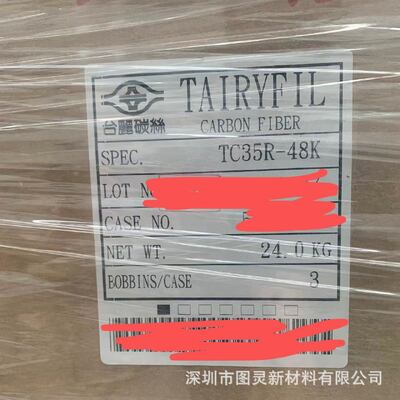 TAIRYFIL
台麗碳絲
CARBON FIBER
SPEC. TC35R-48K
LOT NO
CASE NO.
NET WT. 24.0 KG
BOBBINS/CASE 3
深圳市图灵新材料有限公司